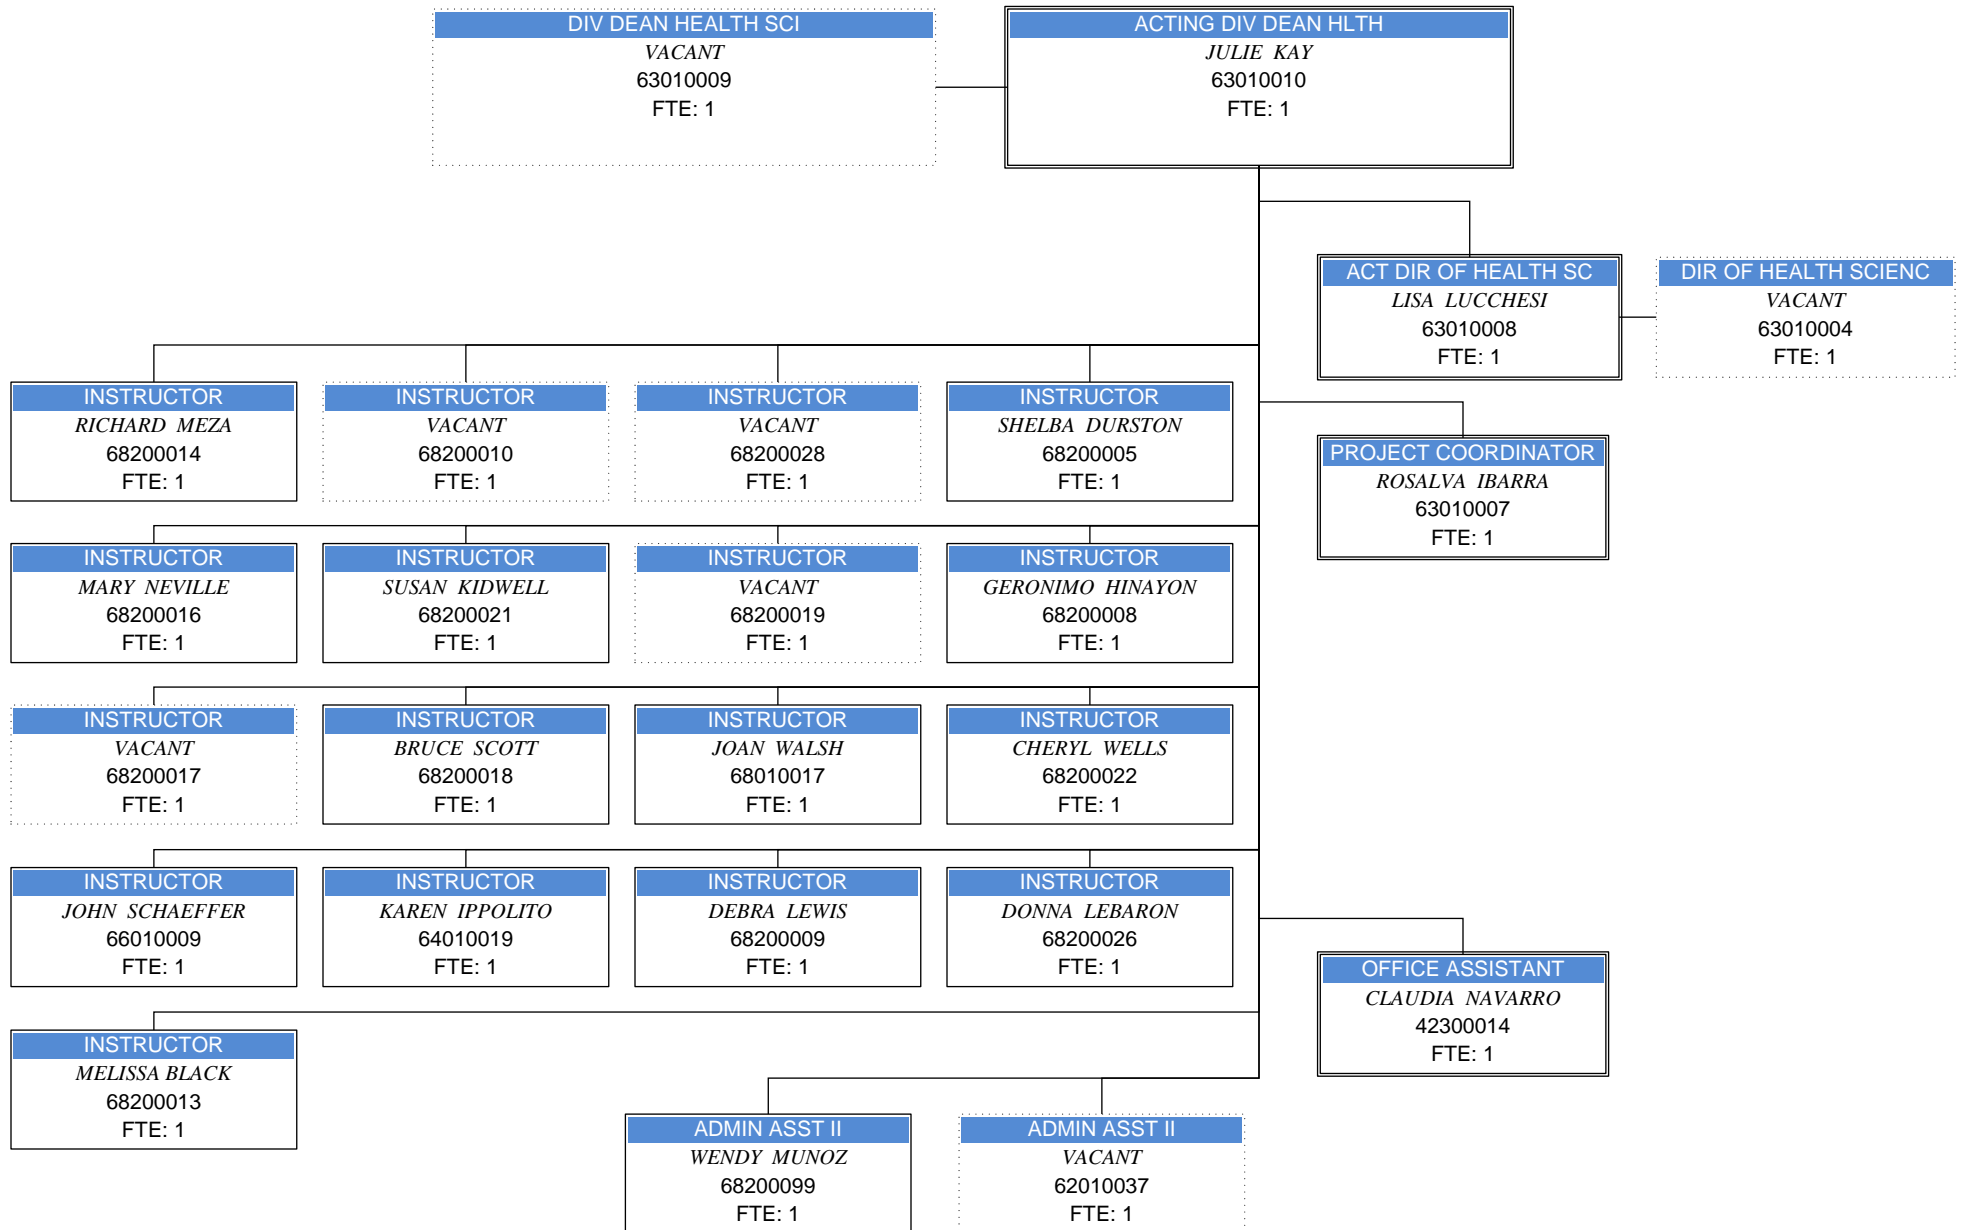 DIV DEAN HEALTH SCI
VACANT
63010009
FTE: 1
ACTING DIV DEAN HLTH
JULIE KAY
63010010
FTE: 1
ACT DIR OF HEALTH SC
LISA LUCCHESI
63010008
FTE: 1
DIR OF HEALTH SCIENC
VACANT
63010004
FTE: 1
INSTRUCTOR
RICHARD MEZA
68200014
FTE: 1
INSTRUCTOR
VACANT
68200010
FTE: 1
INSTRUCTOR
VACANT
68200028
FTE: 1
INSTRUCTOR
SHELBA DURSTON
68200005
FTE: 1
PROJECT COORDINATOR
ROSALVA IBARRA
63010007
FTE: 1
INSTRUCTOR
MARY NEVILLE
68200016
FTE: 1
INSTRUCTOR
SUSAN KIDWELL
68200021
FTE: 1
INSTRUCTOR
VACANT
68200019
FTE: 1
INSTRUCTOR
GERONIMO HINAYON
68200008
FTE: 1
INSTRUCTOR
VACANT
68200017
FTE: 1
INSTRUCTOR
BRUCE SCOTT
68200018
FTE: 1
INSTRUCTOR
JOAN WALSH
68010017
FTE: 1
INSTRUCTOR
CHERYL WELLS
68200022
FTE: 1
INSTRUCTOR
JOHN SCHAEFFER
66010009
FTE: 1
INSTRUCTOR
KAREN IPPOLITO
64010019
FTE: 1
INSTRUCTOR
DEBRA LEWIS
68200009
FTE: 1
INSTRUCTOR
DONNA LEBARON
68200026
FTE: 1
OFFICE ASSISTANT
CLAUDIA NAVARRO
42300014
FTE: 1
INSTRUCTOR
MELISSA BLACK
68200013
FTE: 1
ADMIN ASST II
WENDY MUNOZ
68200099
FTE: 1
ADMIN ASST II
VACANT
62010037
FTE: 1